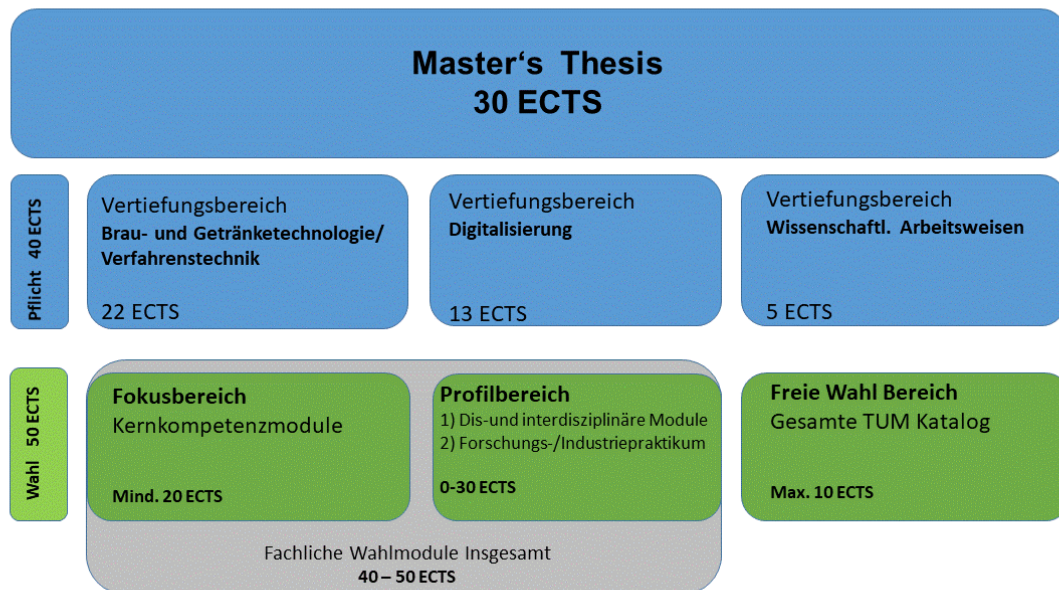 Master‘s Thesis
30 ECTS
Pflicht 40 ECTS
Vertiefungsbereich
Brau- und Getränketechnologie/
Verfahrenstechnik
22 ECTS
Vertiefungsbereich
Digitalisierung
13 ECTS
Vertiefungsbereich
Wissenschaftl. Arbeitsweisen
5 ECTS
Wahl 50 ECTS
Fokusbereich
Kernkompetenzmodule
Mind. 20 ECTS
Profilbereich
1) Dis-und interdisziplinäre Module
2) Forschungs-/Industriepraktikum
0-30 ECTS
Freie Wahl Bereich
Gesamte TUM Katalog
Max. 10 ECTS
Fachliche Wahlmodule Insgesamt
40 – 50 ECTS